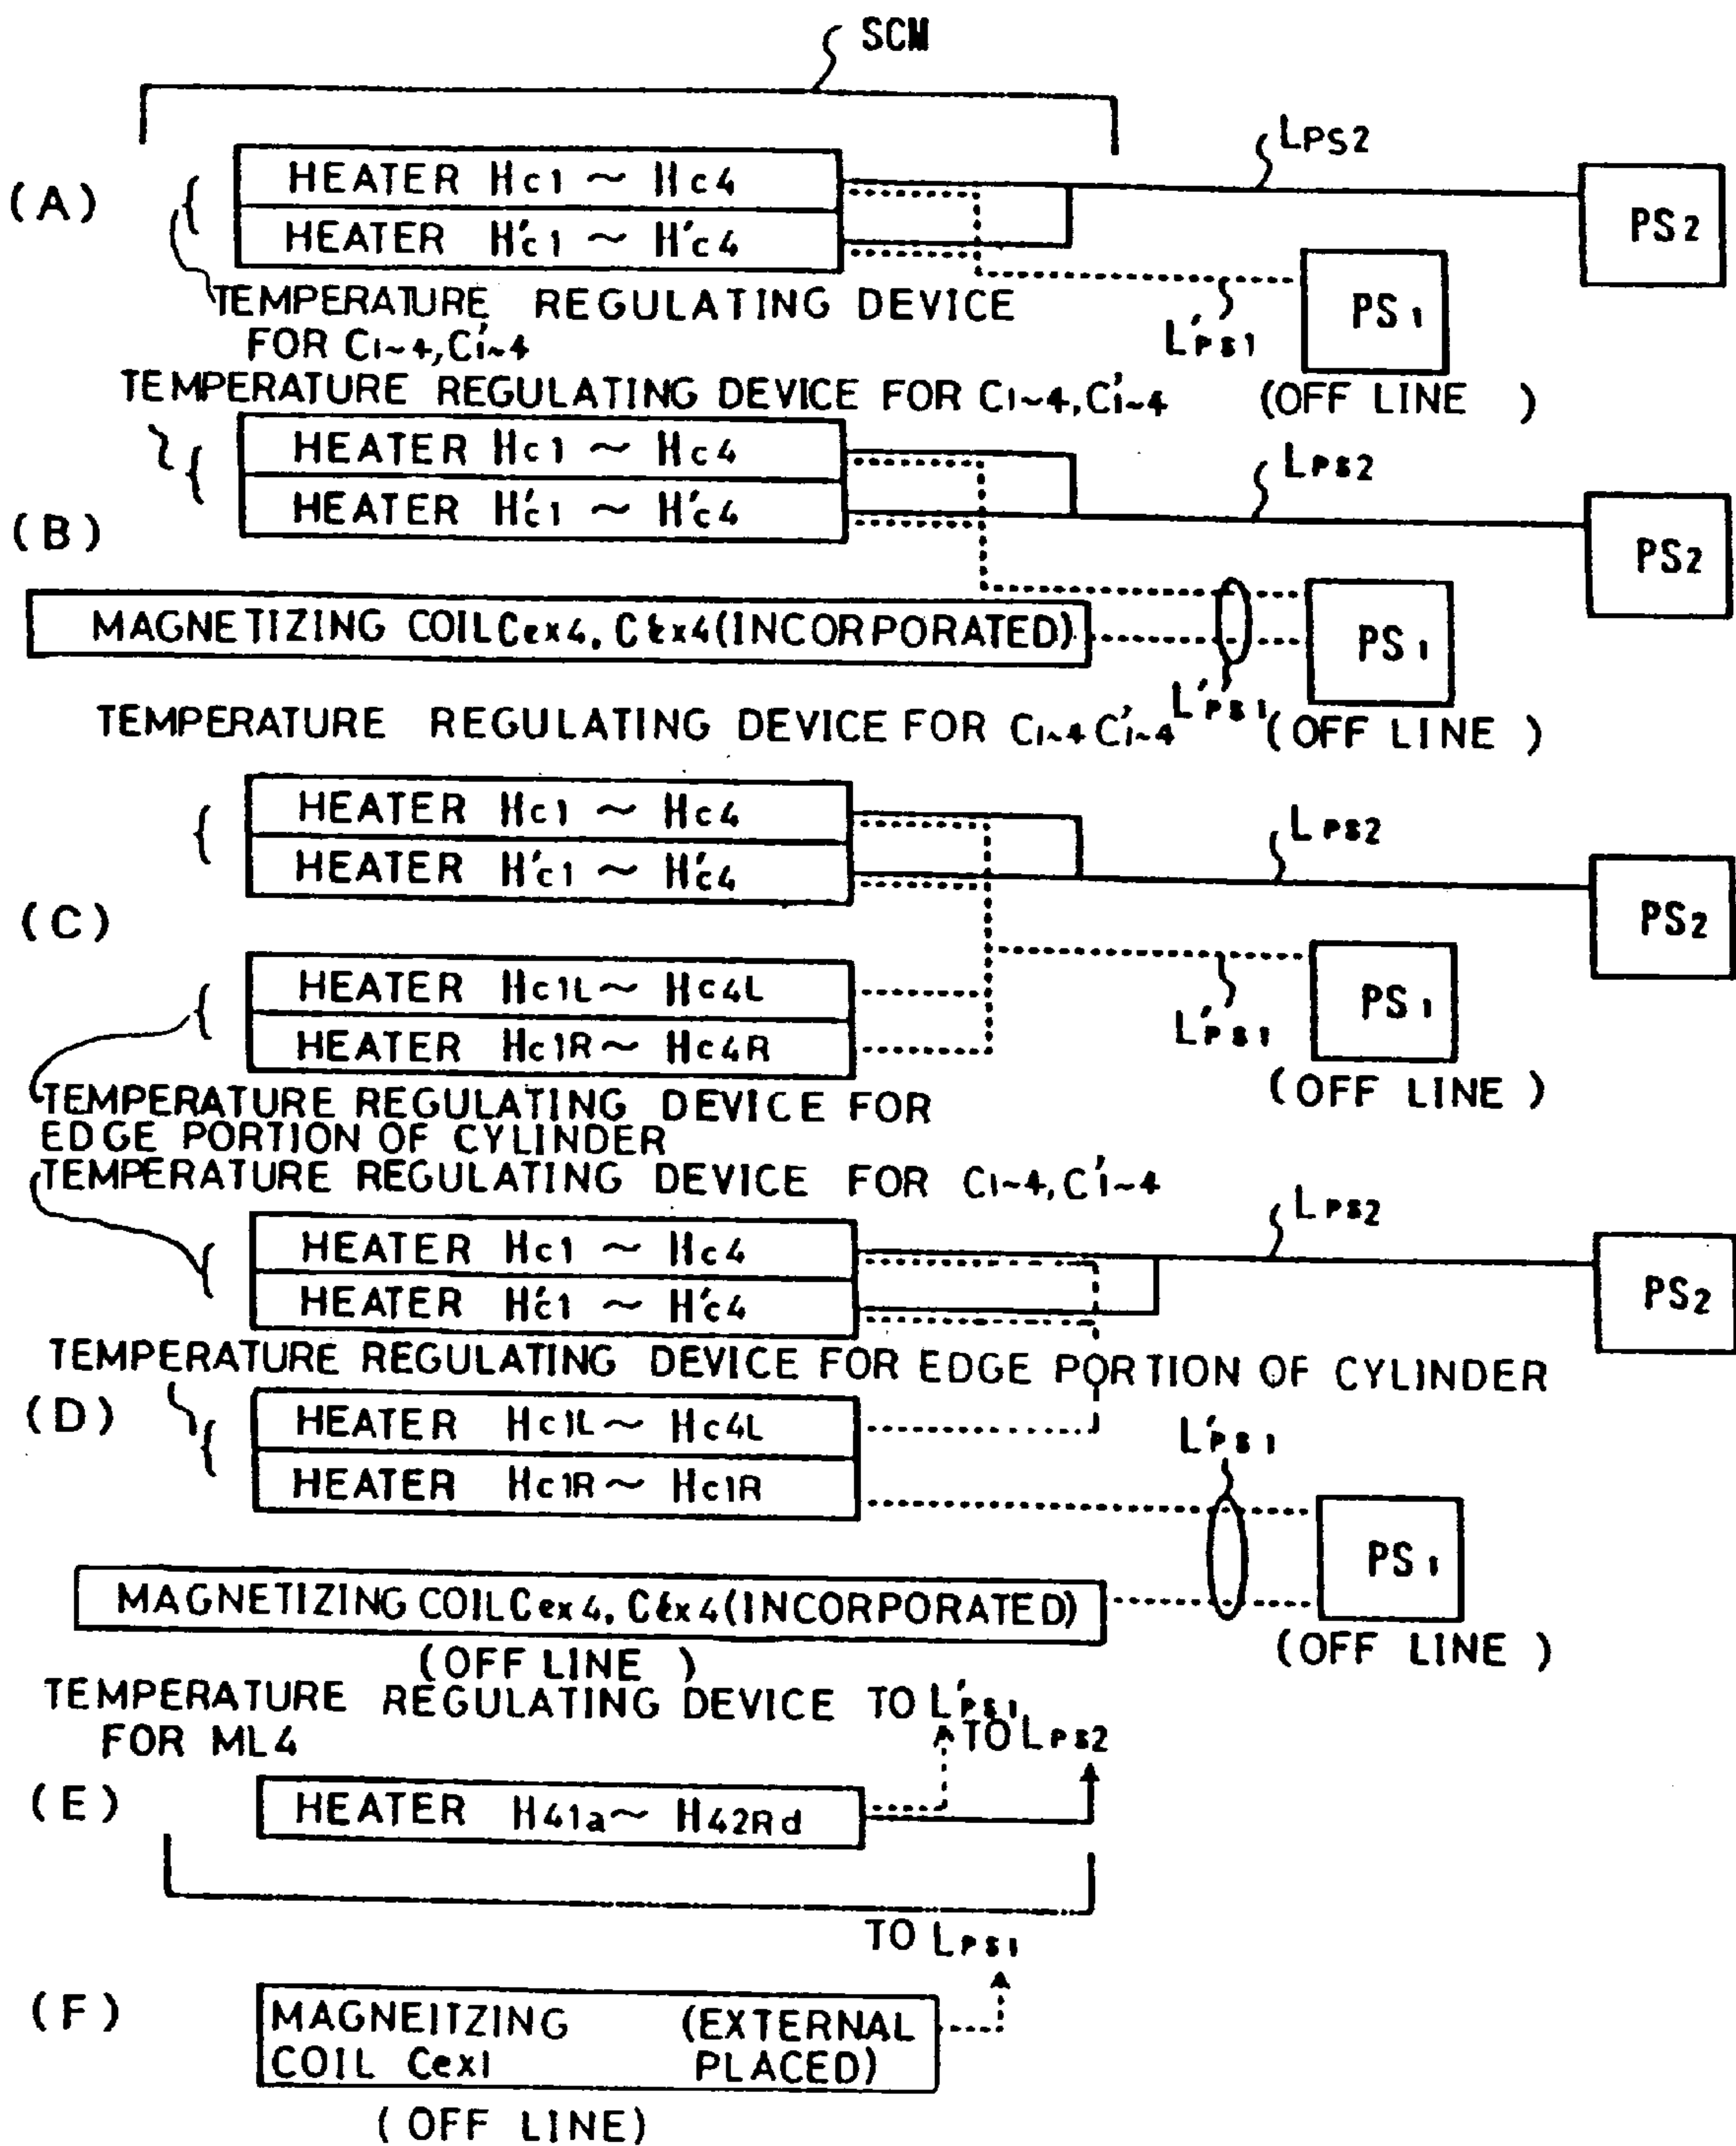 SCM
(A)
HEATER Hc1 ~ Hc4
HEATER H'c1 ~ H'c4
LPS2
PS2
TEMPERATURE REGULATING DEVICE
FOR C1~4, C'1~4
L'PS1
PS1
(OFF LINE )
TEMPERATURE REGULATING DEVICE FOR C1~4, C'1~4
(B)
HEATER Hc1 ~ Hc4
HEATER H'c1 ~ H'c4
LPS2
PS2
MAGNETIZING COIL Cex4, C'ex4 (INCORPORATED)
L'PS1
PS1
(OFF LINE )
TEMPERATURE REGULATING DEVICE FOR C1~4 C'1~4
(C)
HEATER Hc1 ~ Hc4
HEATER H'c1 ~ H'c4
LPS2
PS2
HEATER Hc1L ~ Hc4L
HEATER Hc1R ~ Hc4R
L'PS1
PS1
(OFF LINE )
TEMPERATURE REGULATING DEVICE FOR
EDGE PORTION OF CYLINDER
TEMPERATURE REGULATING DEVICE FOR C1~4, C'1~4
HEATER Hc1 ~ Hc4
HEATER H'c1 ~ H'c4
LPS2
PS2
TEMPERATURE REGULATING DEVICE FOR EDGE PORTION OF CYLINDER
(D)
HEATER Hc1L ~ Hc4L
HEATER Hc1R ~ Hc1R
L'PS1
PS1
(OFF LINE )
MAGNETIZING COIL Cex4, C'ex4 (INCORPORATED)
(OFF LINE )
TEMPERATURE REGULATING DEVICE
FOR ML4
TO L'PS1,
TO LPS2
(E)
HEATER H41a ~ H42Rd
TO LPS1
(F)
MAGNEITZING (EXTERNAL
COIL Cex1 PLACED)
(OFF LINE)